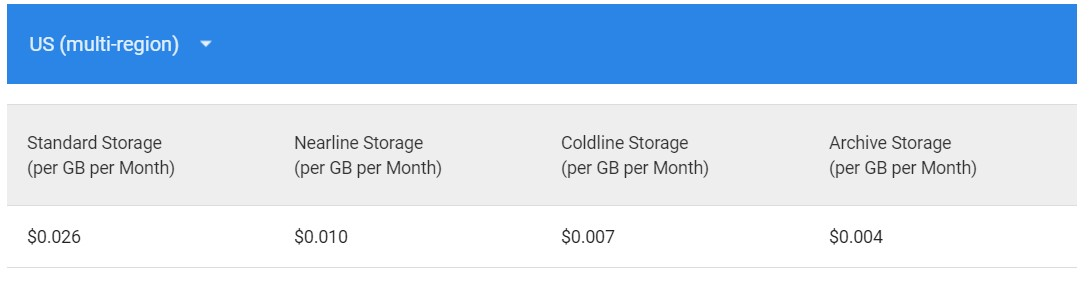 US (multi-region)
Standard Storage
(per GB per Month)
Nearline Storage
(per GB per Month)
Coldline Storage
(per GB per Month)
Archive Storage
(per GB per Month)
$0.026
$0.010
$0.007
$0.004